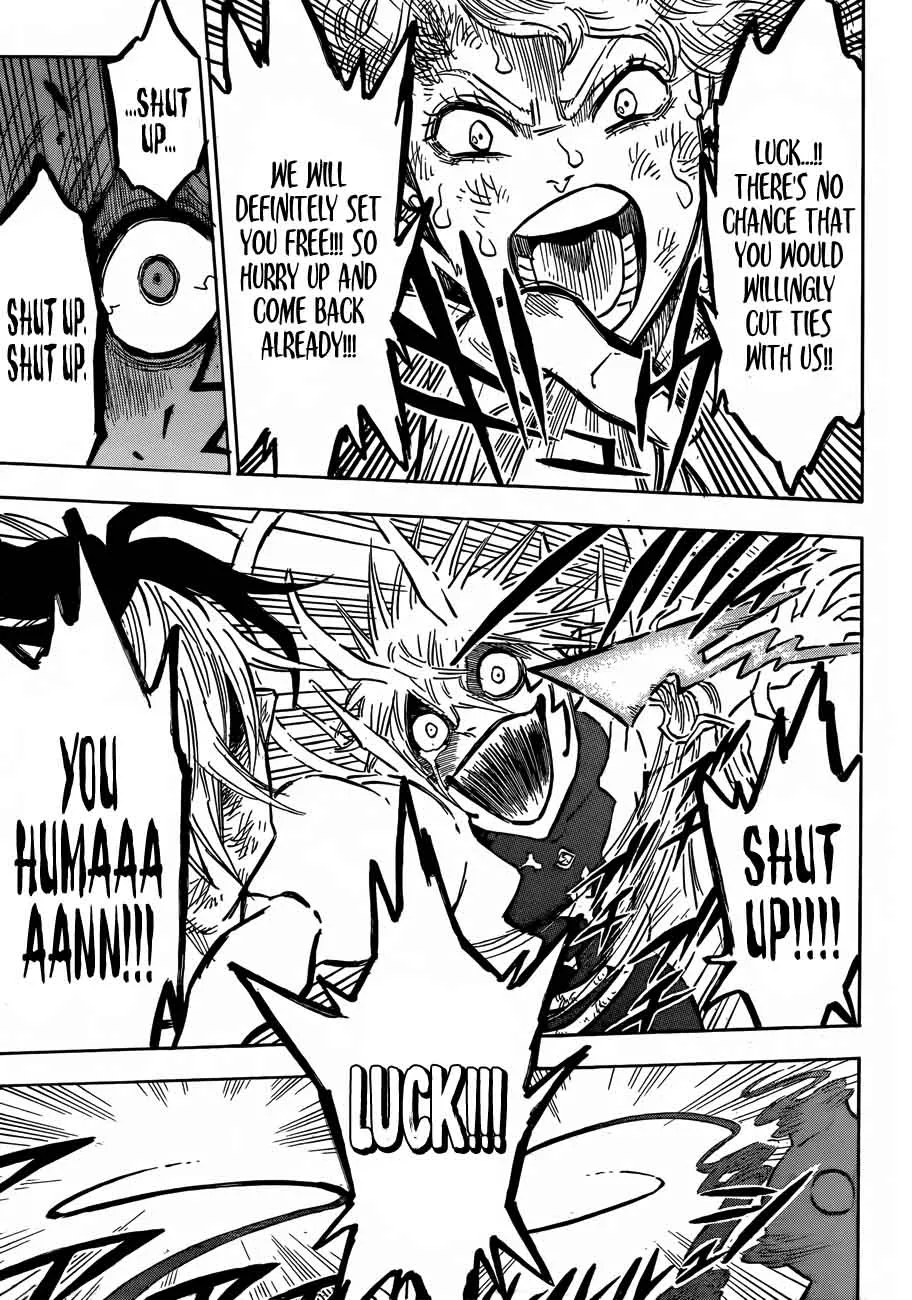 LUCK...!!
THERE'S NO
CHANCE THAT
YOU WOULD
WILLINGLY
CUT TIES
WITH US!!
WE WILL
DEFINITELY SET
YOU FREE!!! SO
HURRY UP AND
COME BACK
ALREADY!!!
...SHUT
UP...
SHUT UP.
SHUT UP.
SHUT
UP!!!!
YOU
HUMAAA
AANN!!!
LUCK!!!!